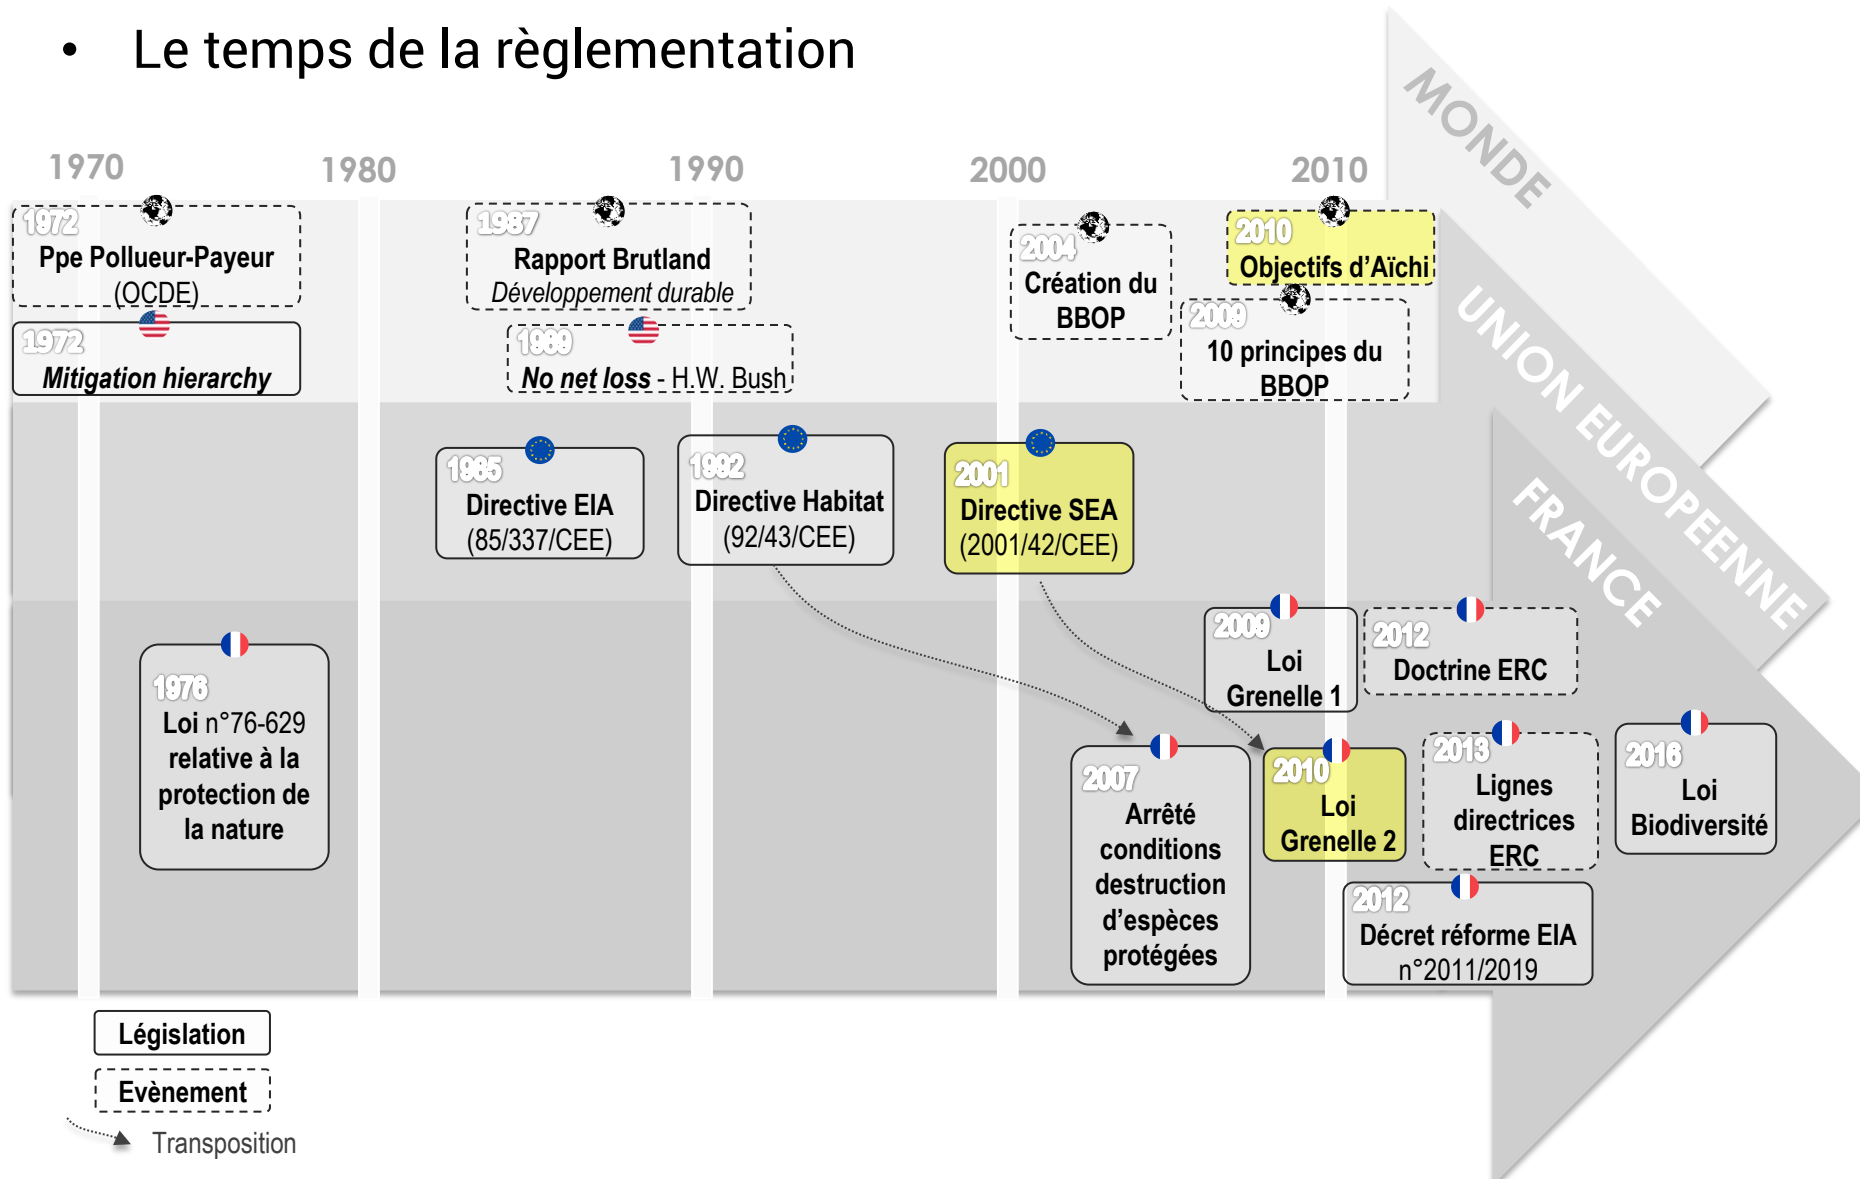 • Le temps de la règlementation
MONDE
UNION EUROPEENNE
FRANCE
1970
1980
1990
2000
2010
1972
Ppe Pollueur-Payeur
(OCDE)
1972
Mitigation hierarchy
1987
Rapport Brutland
Développement durable
1989
No net loss - H.W. Bush
2004
Création du
BBOP
2010
Objectifs d'Aïchi
2009
10 principes du
BBOP
1985
Directive EIA
(85/337/CEE)
1992
Directive Habitat
(92/43/CEE)
2001
Directive SEA
(2001/42/CEE)
1976
Loi n°76-629
relative à la
protection de
la nature
2009
Loi
Grenelle 1
2012
Doctrine ERC
2007
Arrêté
conditions
destruction
d'espèces
protégées
2010
Loi
Grenelle 2
2013
Lignes
directrices
ERC
2016
Loi
Biodiversité
2012
Décret réforme EIA
n°2011/2019
Législation
Evènement
Transposition